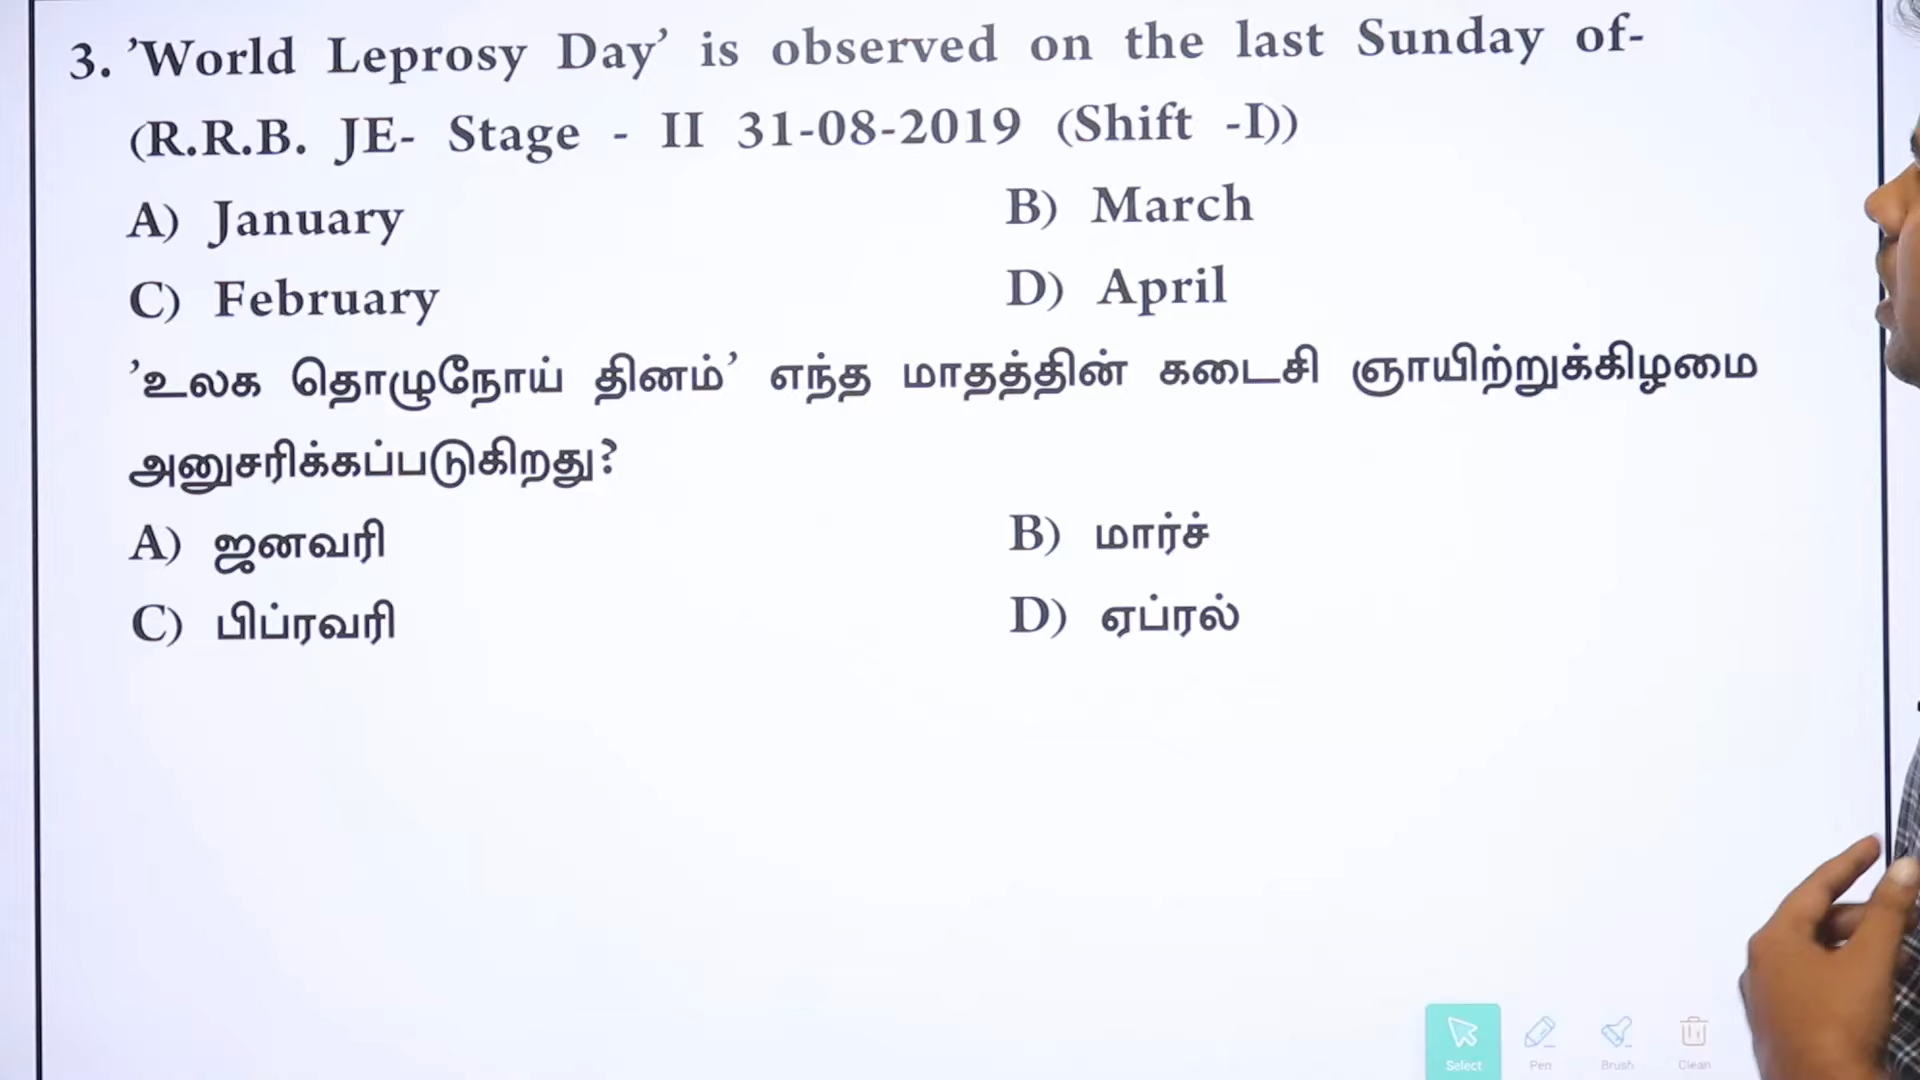 3. ’World Leprosy Day’ is observed on the last Sunday of-
(R.R.B. JE- Stage - II 31-08-2019 (Shift -I))
A) January B) March
C) February D) April
’உலக தொழுநோய் தினம்’ எந்த மாதத்தின் கடைசி ஞாயிற்றுக்கிழமை
அனுசரிக்கப்படுகிறது?
A) ஜனவரி B) மார்ச்
C) பிப்ரவரி D) ஏப்ரல்
Select Pen Brush Clean